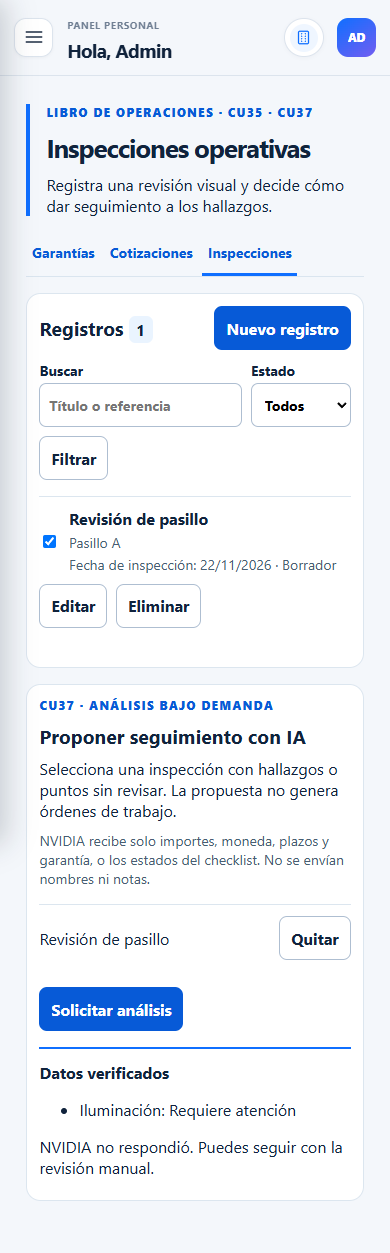 PANEL PERSONAL
Hola, Admin
AD
LIBRO DE OPERACIONES · CU35 · CU37
Inspecciones operativas
Registra una revisión visual y decide cómo
dar seguimiento a los hallazgos.
Garantías Cotizaciones Inspecciones
Registros 1 Nuevo registro
Buscar Estado
Título o referencia Todos
Filtrar
Revisión de pasillo
Pasillo A
Fecha de inspección: 22/11/2026 · Borrador
Editar Eliminar
CU37 · ANÁLISIS BAJO DEMANDA
Proponer seguimiento con IA
Selecciona una inspección con hallazgos o
puntos sin revisar. La propuesta no genera
órdenes de trabajo.
NVIDIA recibe solo importes, moneda, plazos y
garantía, o los estados del checklist. No se envían
nombres ni notas.
Revisión de pasillo Quitar
Solicitar análisis
Datos verificados
• Iluminación: Requiere atención
NVIDIA no respondió. Puedes seguir con la
revisión manual.